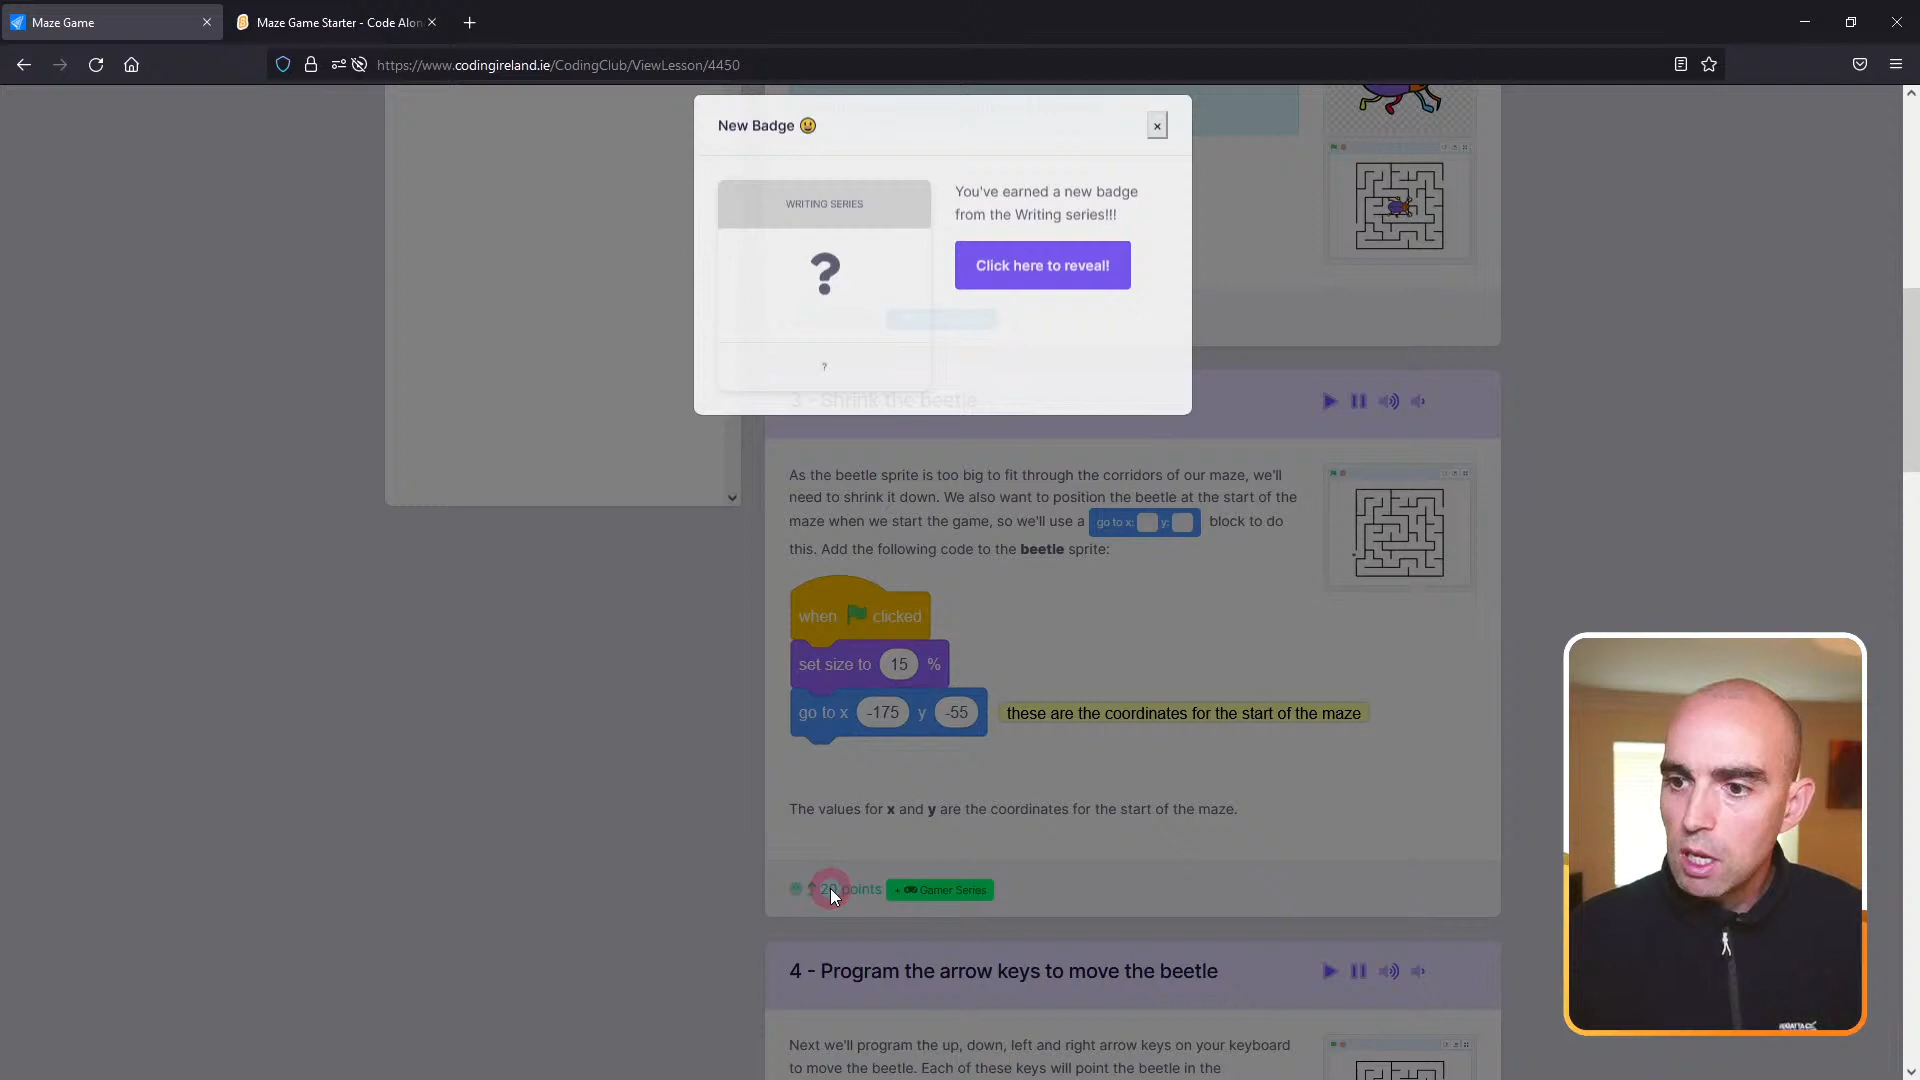 Maze Game
Maze Game Starter - Code Alon
https://www.codingireland.ie/CodingClub/ViewLesson/4450
New Badge
WRITING SERIES
?
?
You've earned a new badge
from the Writing series!!!
Click here to reveal!
3 - Shrink the beetle
As the beetle sprite is too big to fit through the corridors of our maze, we'll
need to shrink it down. We also want to position the beetle at the start of the
maze when we start the game, so we'll use a go to x: y: block to do
this. Add the following code to the beetle sprite:
when clicked
set size to 15 %
go to x -175 y -55 these are the coordinates for the start of the maze
The values for x and y are the coordinates for the start of the maze.
20 points + Gamer Series
4 - Program the arrow keys to move the beetle
Next we'll program the up, down, left and right arrow keys on your keyboard
to move the beetle. Each of these keys will point the beetle in the